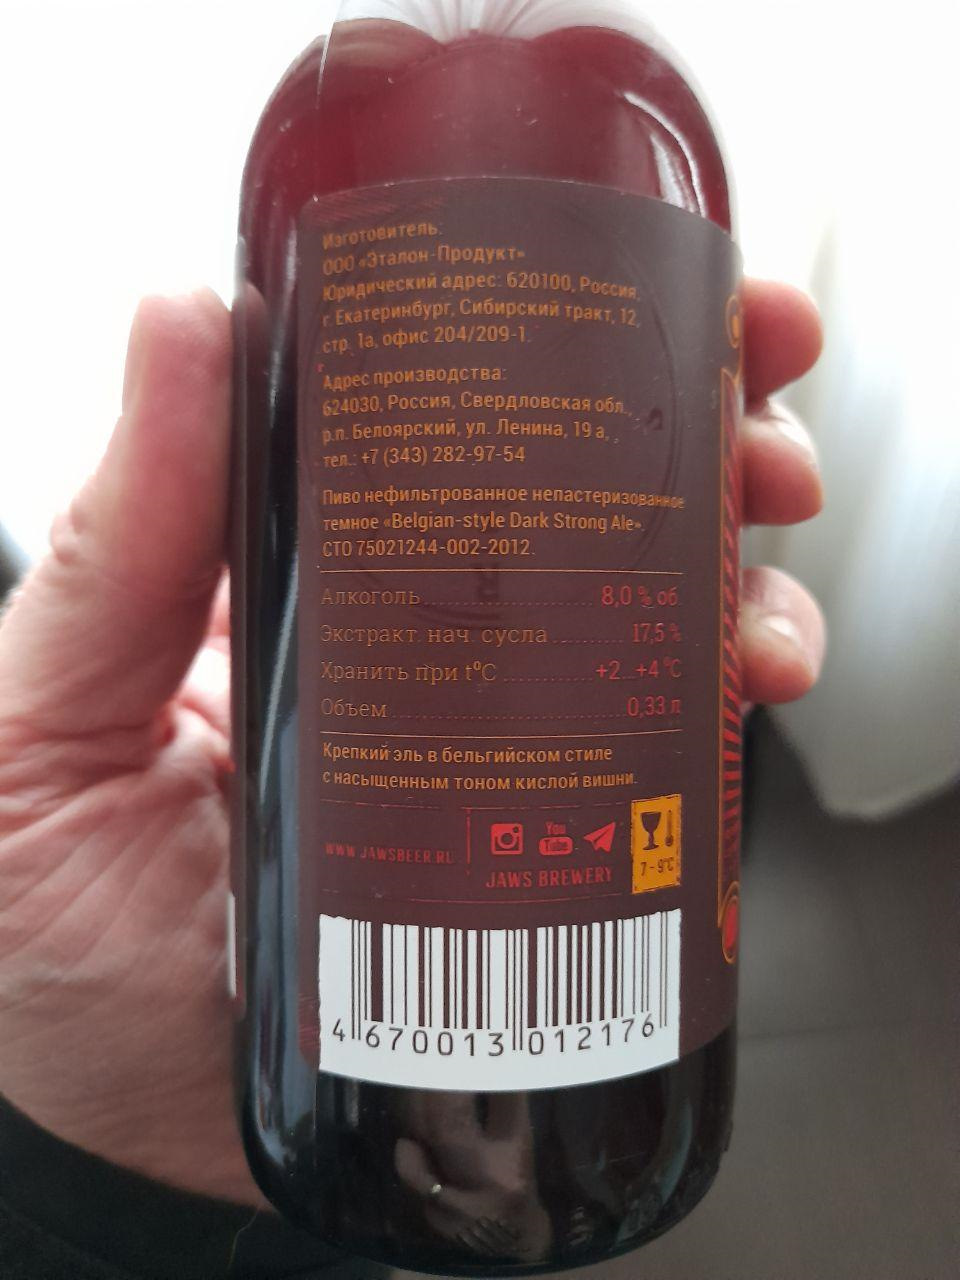 Изготовитель:
ООО «Эталон-Продукт»
Юридический адрес: 620100, Россия,
г. Екатеринбург, Сибирский тракт, 12,
стр. 1а, офис 204/209-1.
Адрес производства:
624030, Россия, Свердловская обл.,
р.п. Белоярский, ул. Ленина, 19 а,
тел.: +7 (343) 282-97-54
Пиво нефильтрованное непастеризованное
темное «Belgian-style Dark Strong Ale».
СТО 75021244-002-2012.
Алкоголь....................... 8,0 % об.
Экстракт. нач. сусла .......... 17,5 %
Хранить при t°C ............ +2...+4 °C
Объем .............................. 0,33 л
Крепкий эль в бельгийском стиле
с насыщенным тоном кислой вишни.
WWW.JAWSBEER.RU
You
Tube
JAWS BREWERY
7-9°C
4 670013 012176